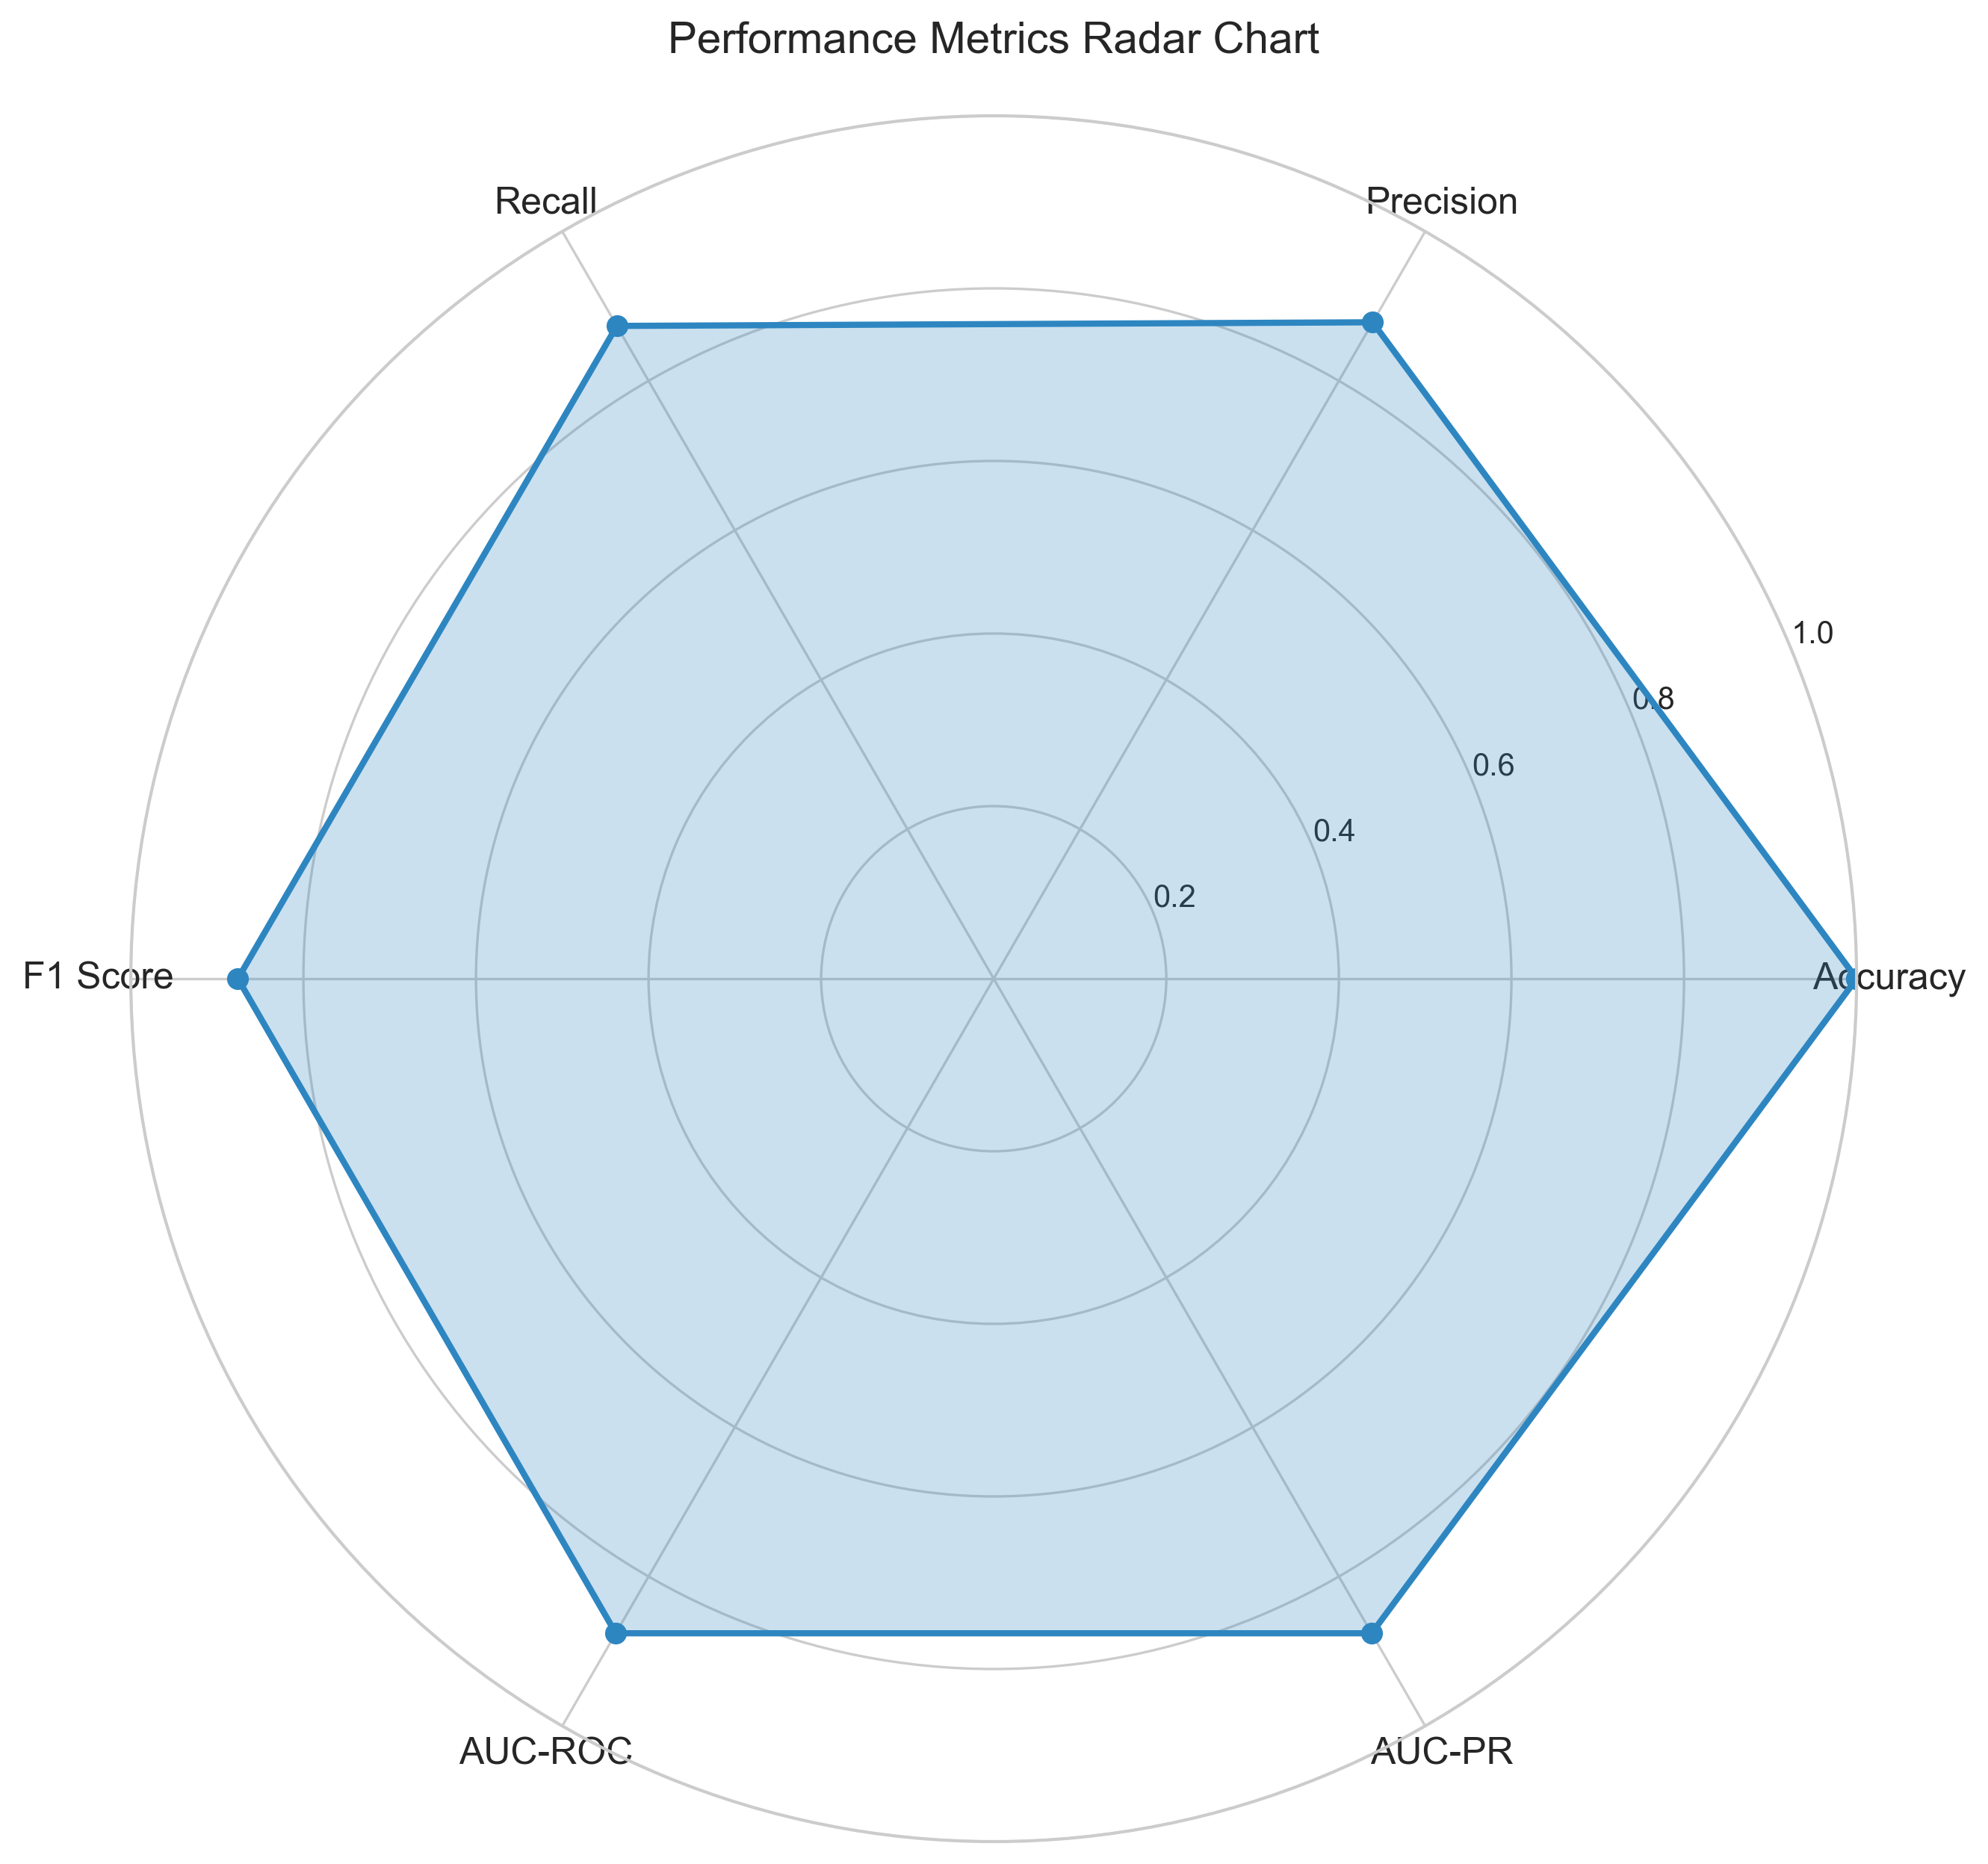 Performance Metrics Radar Chart
Recall
Precision
1.0
0.8
0.6
0.4
0.2
F1 Score
Accuracy
AUC-ROC
AUC-PR